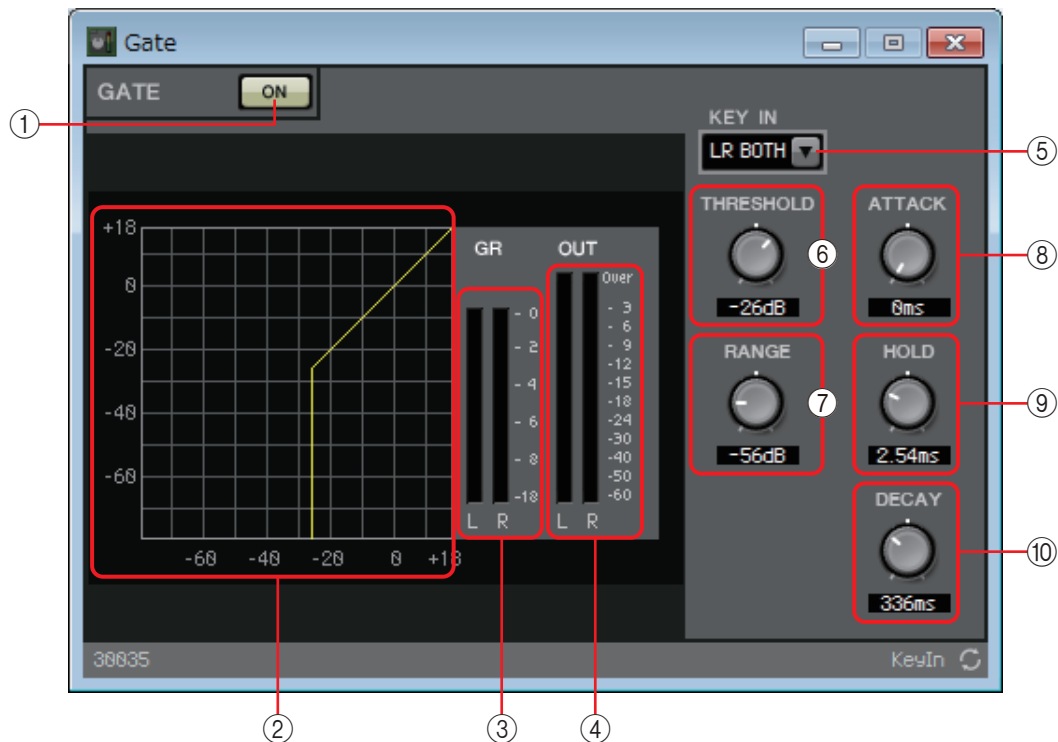 Gate
GATE ON
①
KEY IN
LR BOTH
⑤
THRESHOLD
⑥
-26dB
ATTACK
⑧
0ms
RANGE
⑦
-56dB
HOLD
⑨
2.54ms
DECAY
⑩
336ms
+18
0
-20
-40
-60
-60 -40 -20 0 +18
GR
- 0
- 2
- 4
- 6
- 8
-18
L R
OUT
Over
- 3
- 6
- 9
-12
-15
-18
-24
-30
-40
-50
-60
L R
30035
KeyIn
②
③
④